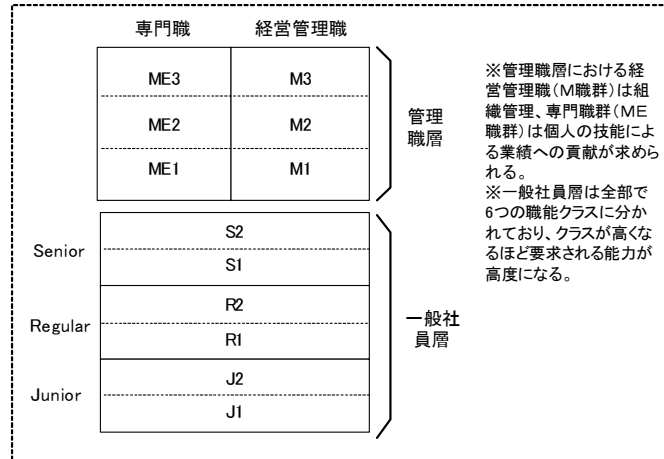 専門職 経営管理職
ME3 M3
ME2 M2
ME1 M1
管理
職層
Senior
S2
S1
Regular
R2
R1
Junior
J2
J1
一般社
員層
※管理職層における経
営管理職（M職群）は組
織管理、専門職群（ME
職群）は個人の技能によ
る業績への貢献が求めら
れる。
※一般社員層は全部で
6つの職能クラスに分か
れており、クラスが高くな
るほど要求される能力が
高度になる。